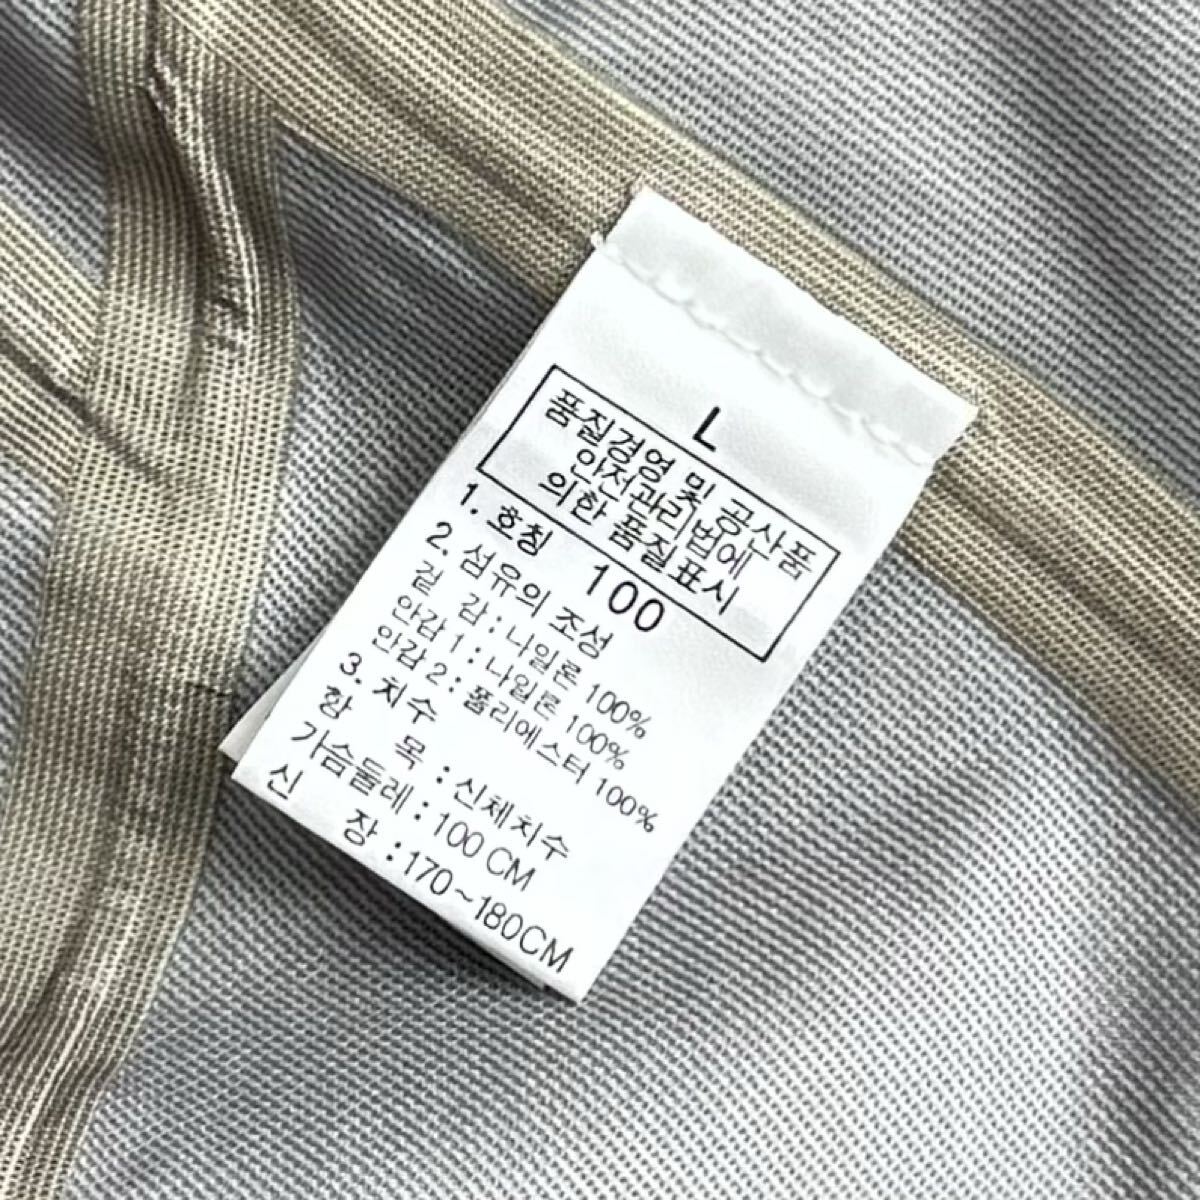 L
품질경영 및 공산품
안전관리법에
의한 품질표시
1. 호칭 100
2. 섬유의 조성
겉 감 : 나일론 100%
안감 1 : 나일론 100%
안감 2 : 폴리에스터 100%
3. 치수
항 목 : 신체치수
가슴둘레 : 100 CM
신 장 : 170~180CM